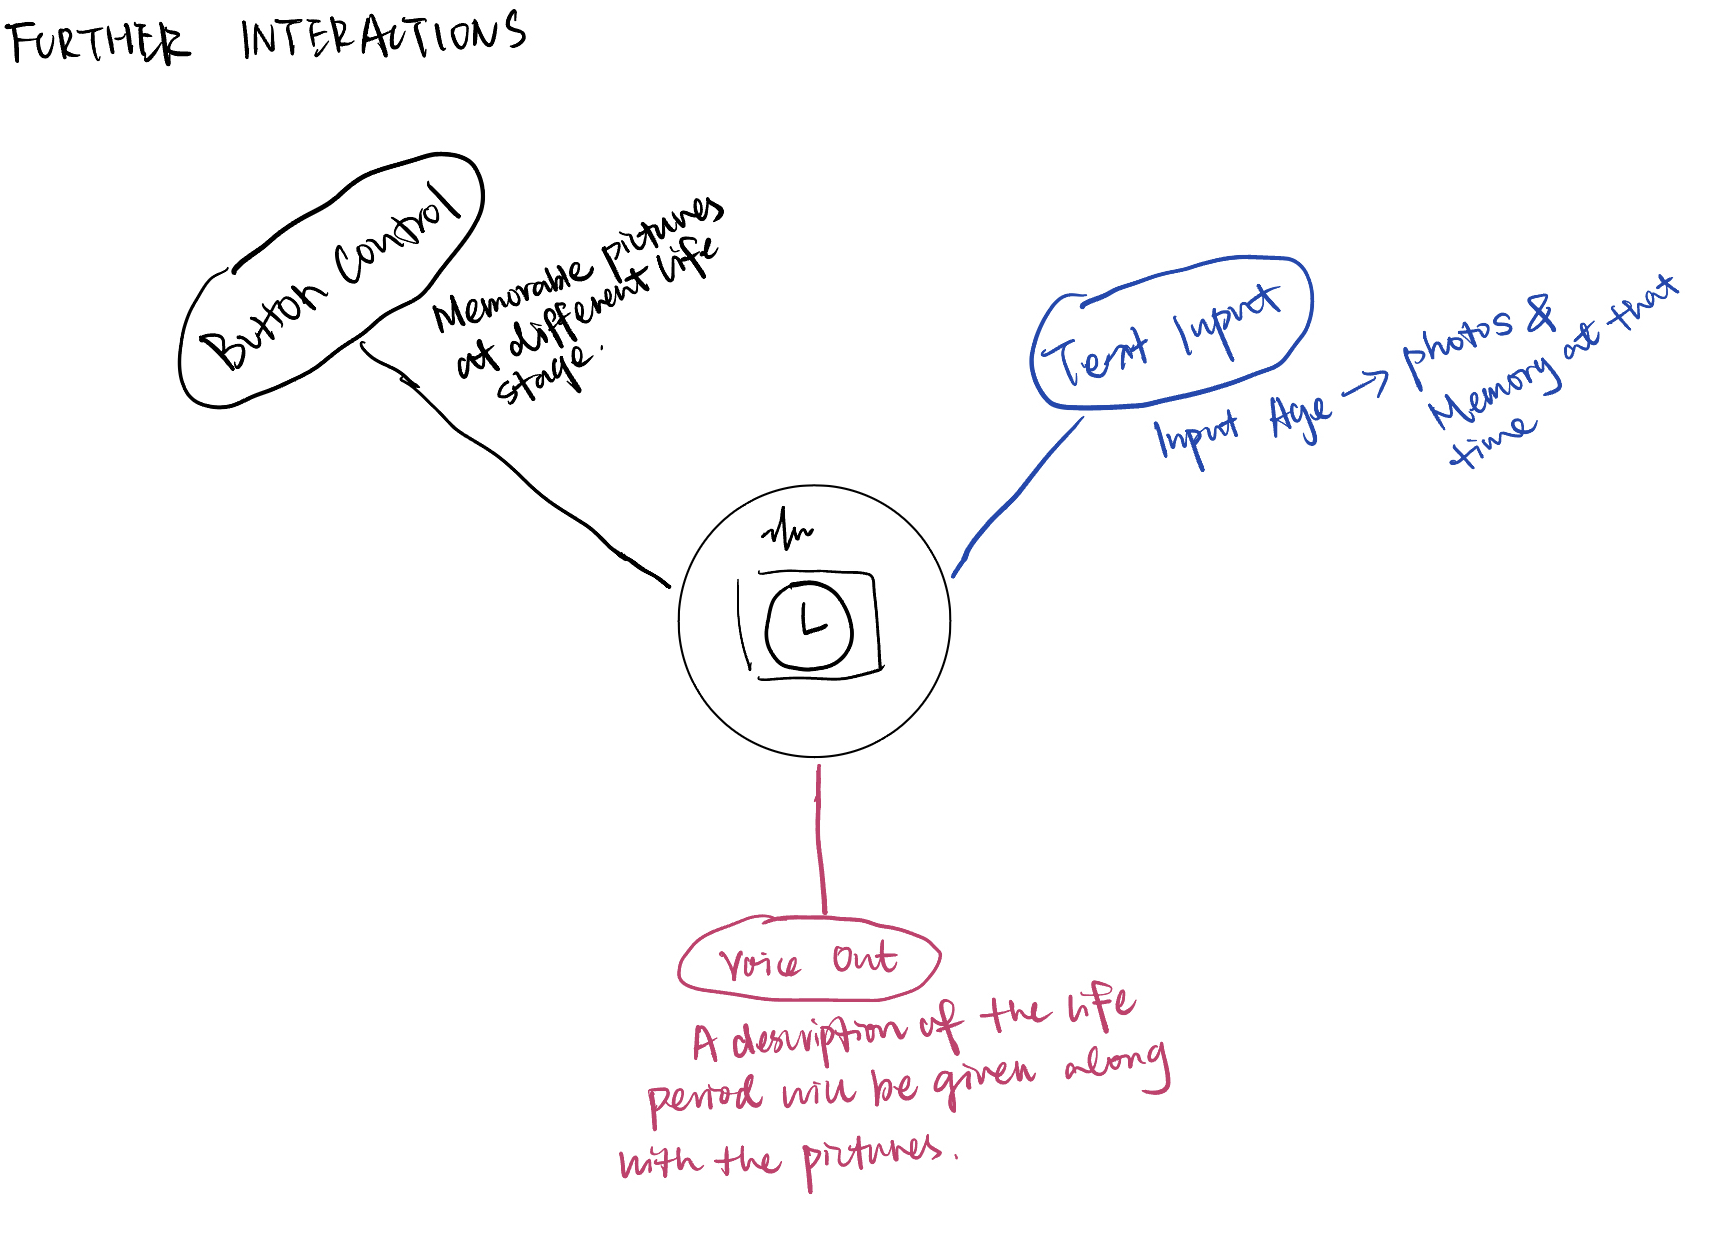 FURTHER INTERACTIONS
Button Control
Memorable pictures
at different life
stage.
Text Input
Input Age → photos &
Memory at that
time
Voice Out
A description of the life
period will be given along
with the pictures.